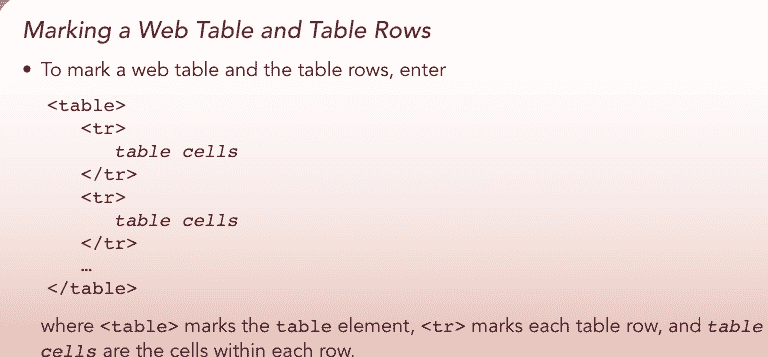 Marking a Web Table and Table Rows
• To mark a web table and the table rows, enter
<table>
<tr>
table cells
</tr>
<tr>
table cells
</tr>
…
</table>
where <table> marks the table element, <tr> marks each table row, and table
cells are the cells within each row.